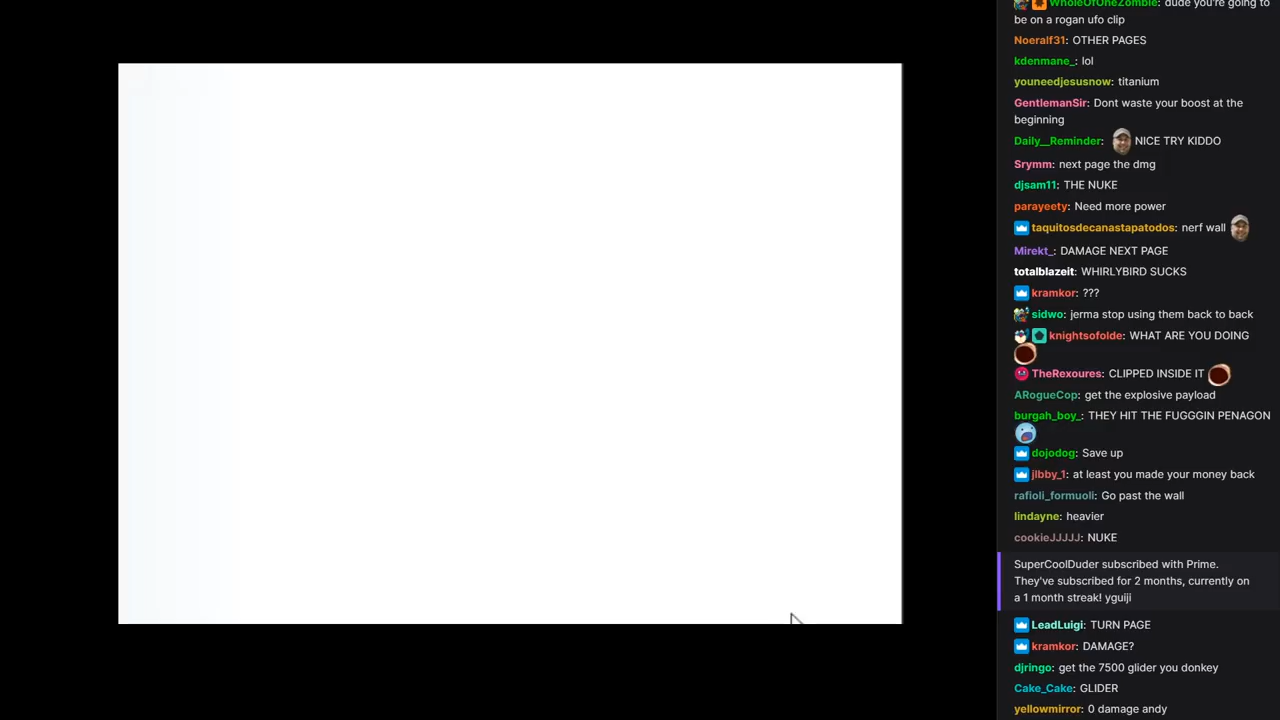 WholeOfOneZombie: dude you're going to
be on a rogan ufo clip
Noeralf31: OTHER PAGES
kdenmane_: lol
youneedjesusnow: titanium
GentlemanSir: Dont waste your boost at the
beginning
Daily__Reminder: NICE TRY KIDDO
Srymm: next page the dmg
djsam11: THE NUKE
parayeety: Need more power
taquitosdecanastapatodos: nerf wall
Mirekt_: DAMAGE NEXT PAGE
totalblazeit: WHIRLYBIRD SUCKS
kramkor: ???
sidwo: jerma stop using them back to back
knightsofolde: WHAT ARE YOU DOING
TheRexoures: CLIPPED INSIDE IT
ARogueCop: get the explosive payload
burgah_boy_: THEY HIT THE FUGGGIN PENAGON
dojodog: Save up
jlbby_1: at least you made your money back
rafioli_formuoli: Go past the wall
lindayne: heavier
cookieJJJJJ: NUKE
SuperCoolDuder subscribed with Prime.
They've subscribed for 2 months, currently on
a 1 month streak! yguiji
LeadLuigi: TURN PAGE
kramkor: DAMAGE?
djringo: get the 7500 glider you donkey
Cake_Cake: GLIDER
yellowmirror: 0 damage andy